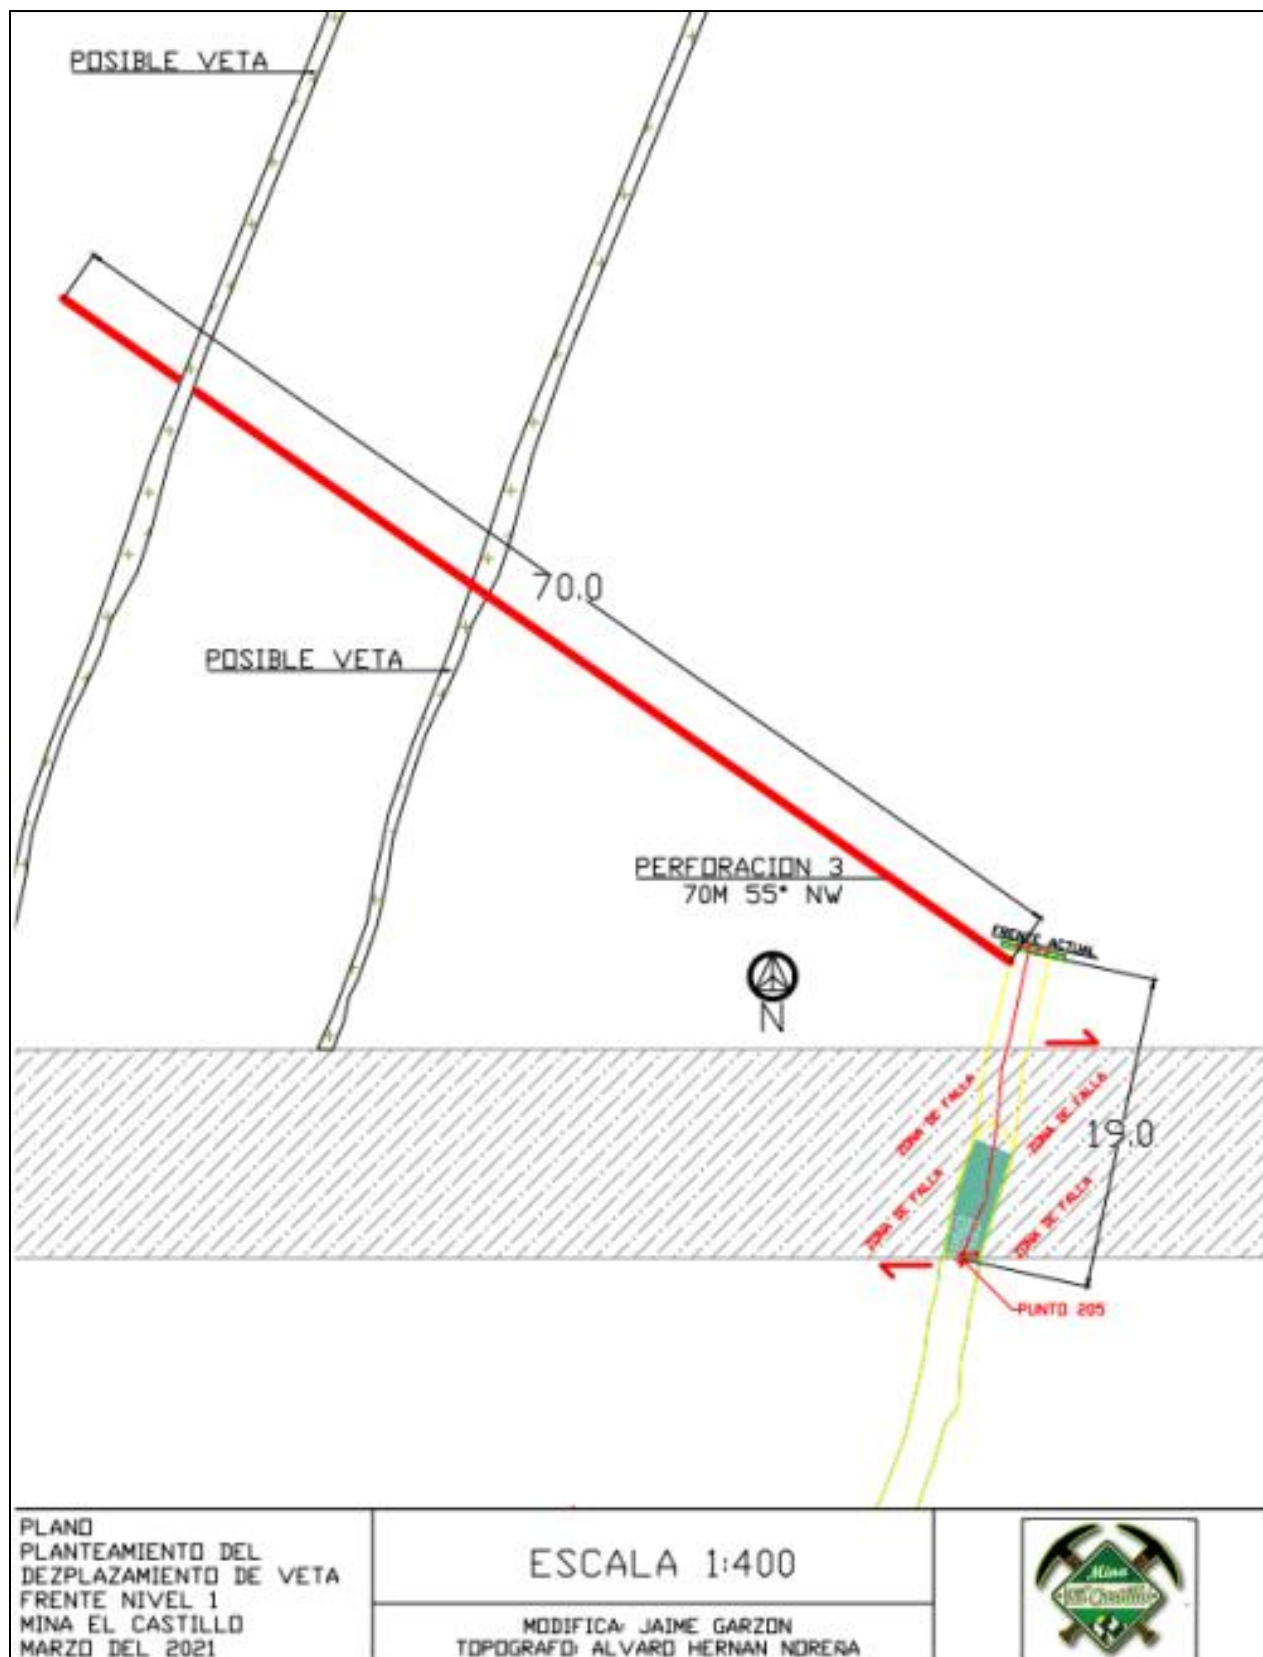 POSIBLE VETA
70.0
POSIBLE VETA
PERFORACION 3
70M 55° NW
FRENTE ACTUAL
N
ZONA DE FALLA
ZONA DE FALLA
19.0
ZONA DE FALLA
ZONA DE FALLA
PUNTO 205
PLANO
PLANTEAMIENTO DEL
DEZPLAZAMIENTO DE VETA
FRENTE NIVEL 1
MINA EL CASTILLO
MARZO DEL 2021
ESCALA 1:400
MODIFICA: JAIME GARZON
TOPOGRAFO: ALVARO HERNAN NOREÑA
Mina